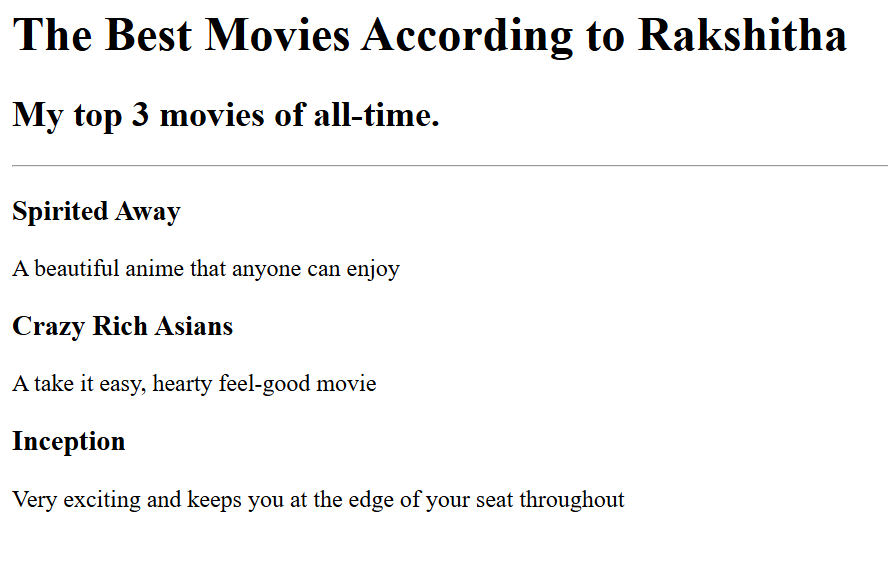 The Best Movies According to Rakshitha
My top 3 movies of all-time.
Spirited Away
A beautiful anime that anyone can enjoy
Crazy Rich Asians
A take it easy, hearty feel-good movie
Inception
Very exciting and keeps you at the edge of your seat throughout